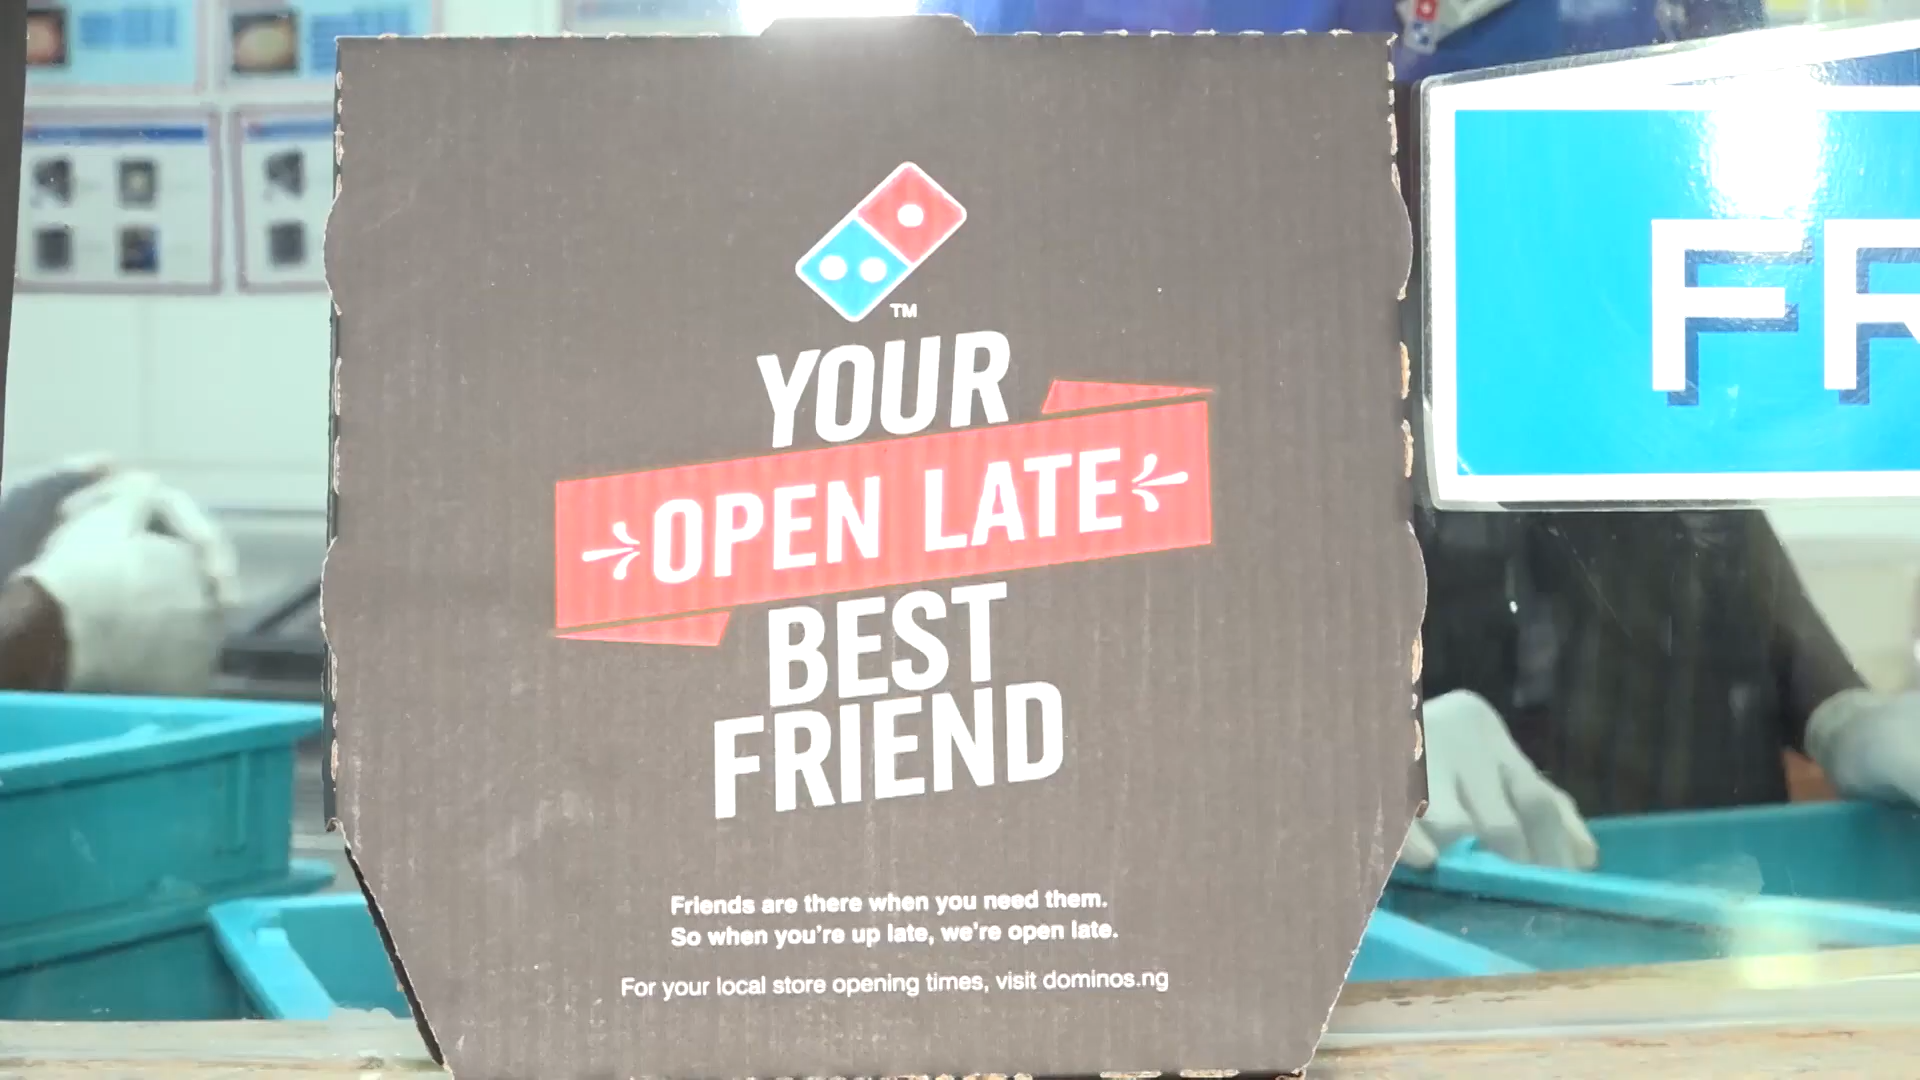 TM
YOUR
OPEN LATE
BEST
FRIEND
Friends are there when you need them.
So when you're up late, we're open late.
For your local store opening times, visit dominos.ng
FR